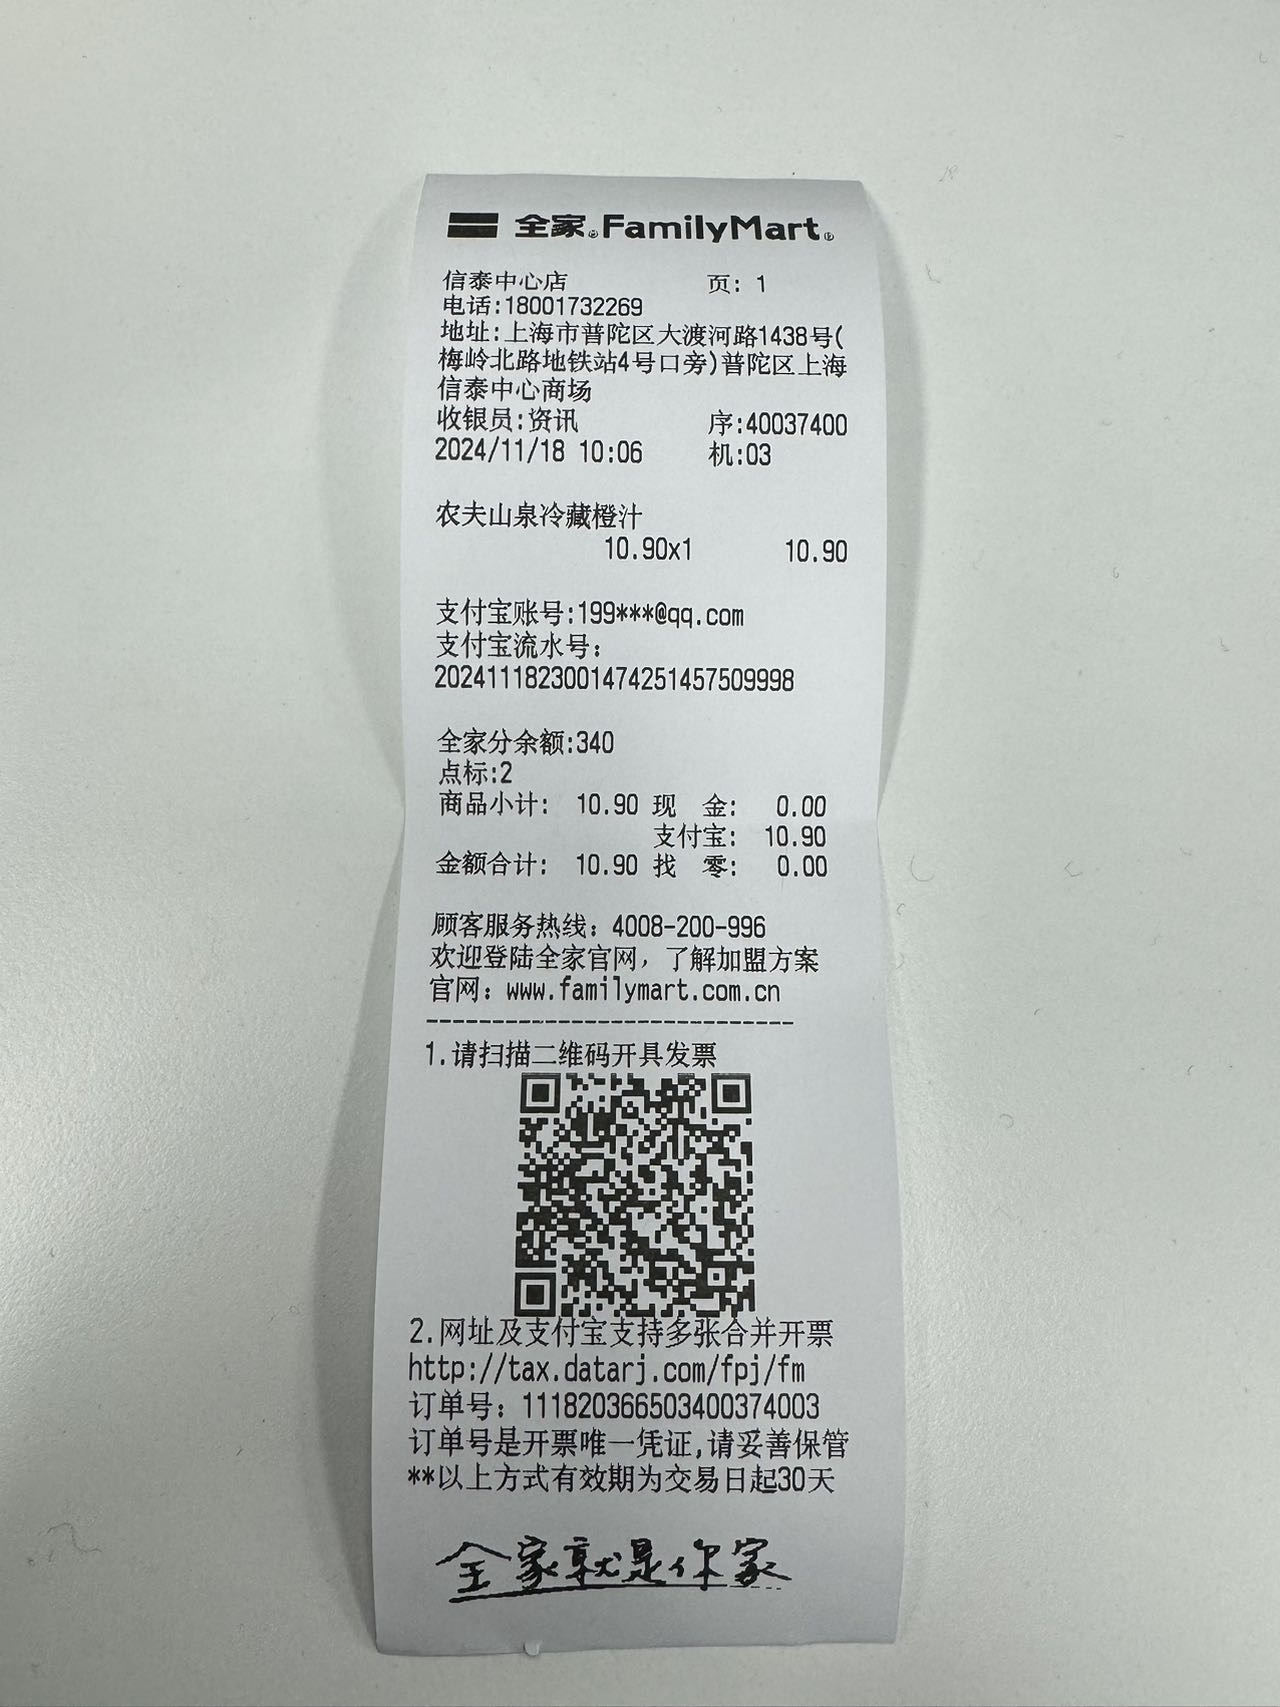 全家®FamilyMart®
信泰中心店 页: 1
电话:18001732269
地址:上海市普陀区大渡河路1438号(
梅岭北路地铁站4号口旁)普陀区上海
信泰中心商场
收银员:资讯 序:40037400
2024/11/18 10:06 机:03
农夫山泉冷藏橙汁
10.90x1 10.90
支付宝账号:199***@qq.com
支付宝流水号:
2024111823001474251457509998
全家分余额:340
点标:2
商品小计: 10.90 现 金: 0.00
支付宝: 10.90
金额合计: 10.90 找 零: 0.00
顾客服务热线: 4008-200-996
欢迎登陆全家官网，了解加盟方案
官网: www.familymart.com.cn
----------------------------
1.请扫描二维码开具发票
2.网址及支付宝支持多张合并开票
http://tax.datarj.com/fpj/fm
订单号: 111820366503400374003
订单号是开票唯一凭证,请妥善保管
**以上方式有效期为交易日起30天
全家就是你家